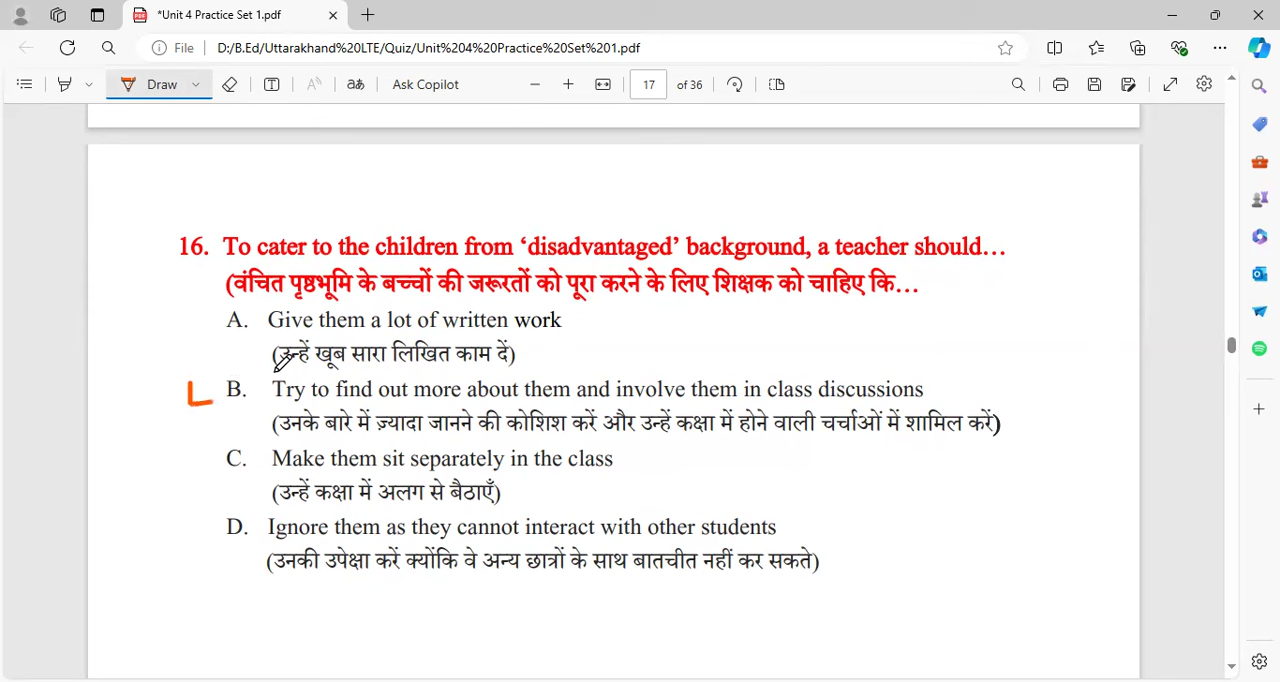 *Unit 4 Practice Set 1.pdf
File
D:/B.Ed/Uttarakhand%20LTE/Quiz/Unit%204%20Practice%20Set%201.pdf
Draw
Ask Copilot
17 of 36
16. To cater to the children from ‘disadvantaged’ background, a teacher should…
(वंचित पृष्ठभूमि के बच्चों की जरूरतों को पूरा करने के लिए शिक्षक को चाहिए कि…
A. Give them a lot of written work
(उन्हें खूब सारा लिखित काम दें)
B. Try to find out more about them and involve them in class discussions
(उनके बारे में ज़्यादा जानने की कोशिश करें और उन्हें कक्षा में होने वाली चर्चाओं में शामिल करें)
C. Make them sit separately in the class
(उन्हें कक्षा में अलग से बैठाएँ)
D. Ignore them as they cannot interact with other students
(उनकी उपेक्षा करें क्योंकि वे अन्य छात्रों के साथ बातचीत नहीं कर सकते)